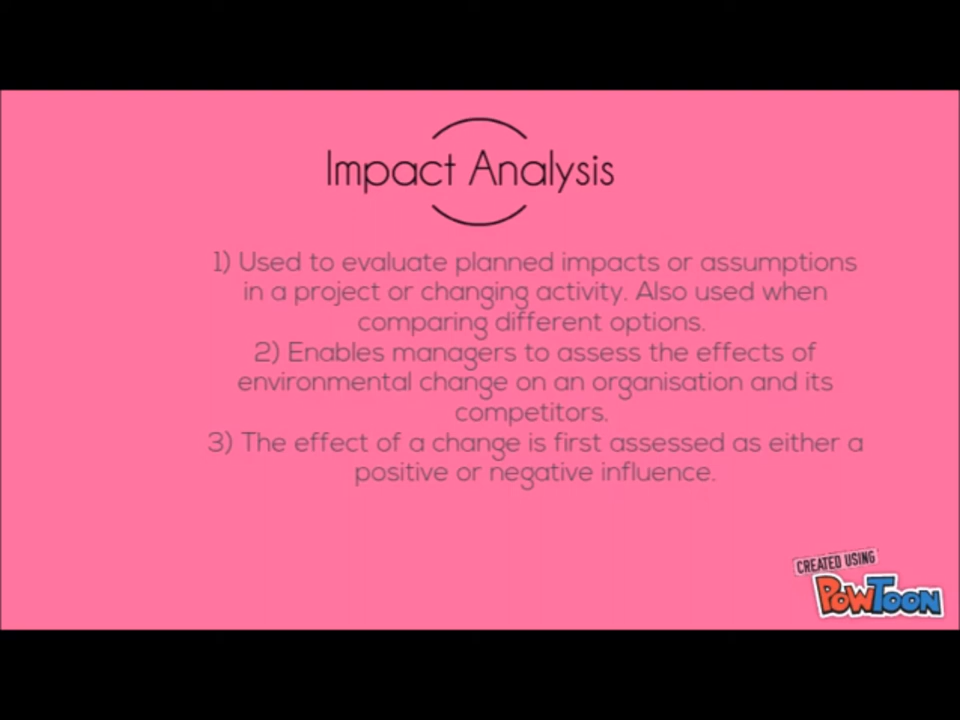 Impact Analysis
1) Used to evaluate planned impacts or assumptions
in a project or changing activity. Also used when
comparing different options.
2) Enables managers to assess the effects of
environmental change on an organisation and its
competitors.
3) The effect of a change is first assessed as either a
positive or negative influence.
CREATED USING
POWTOON